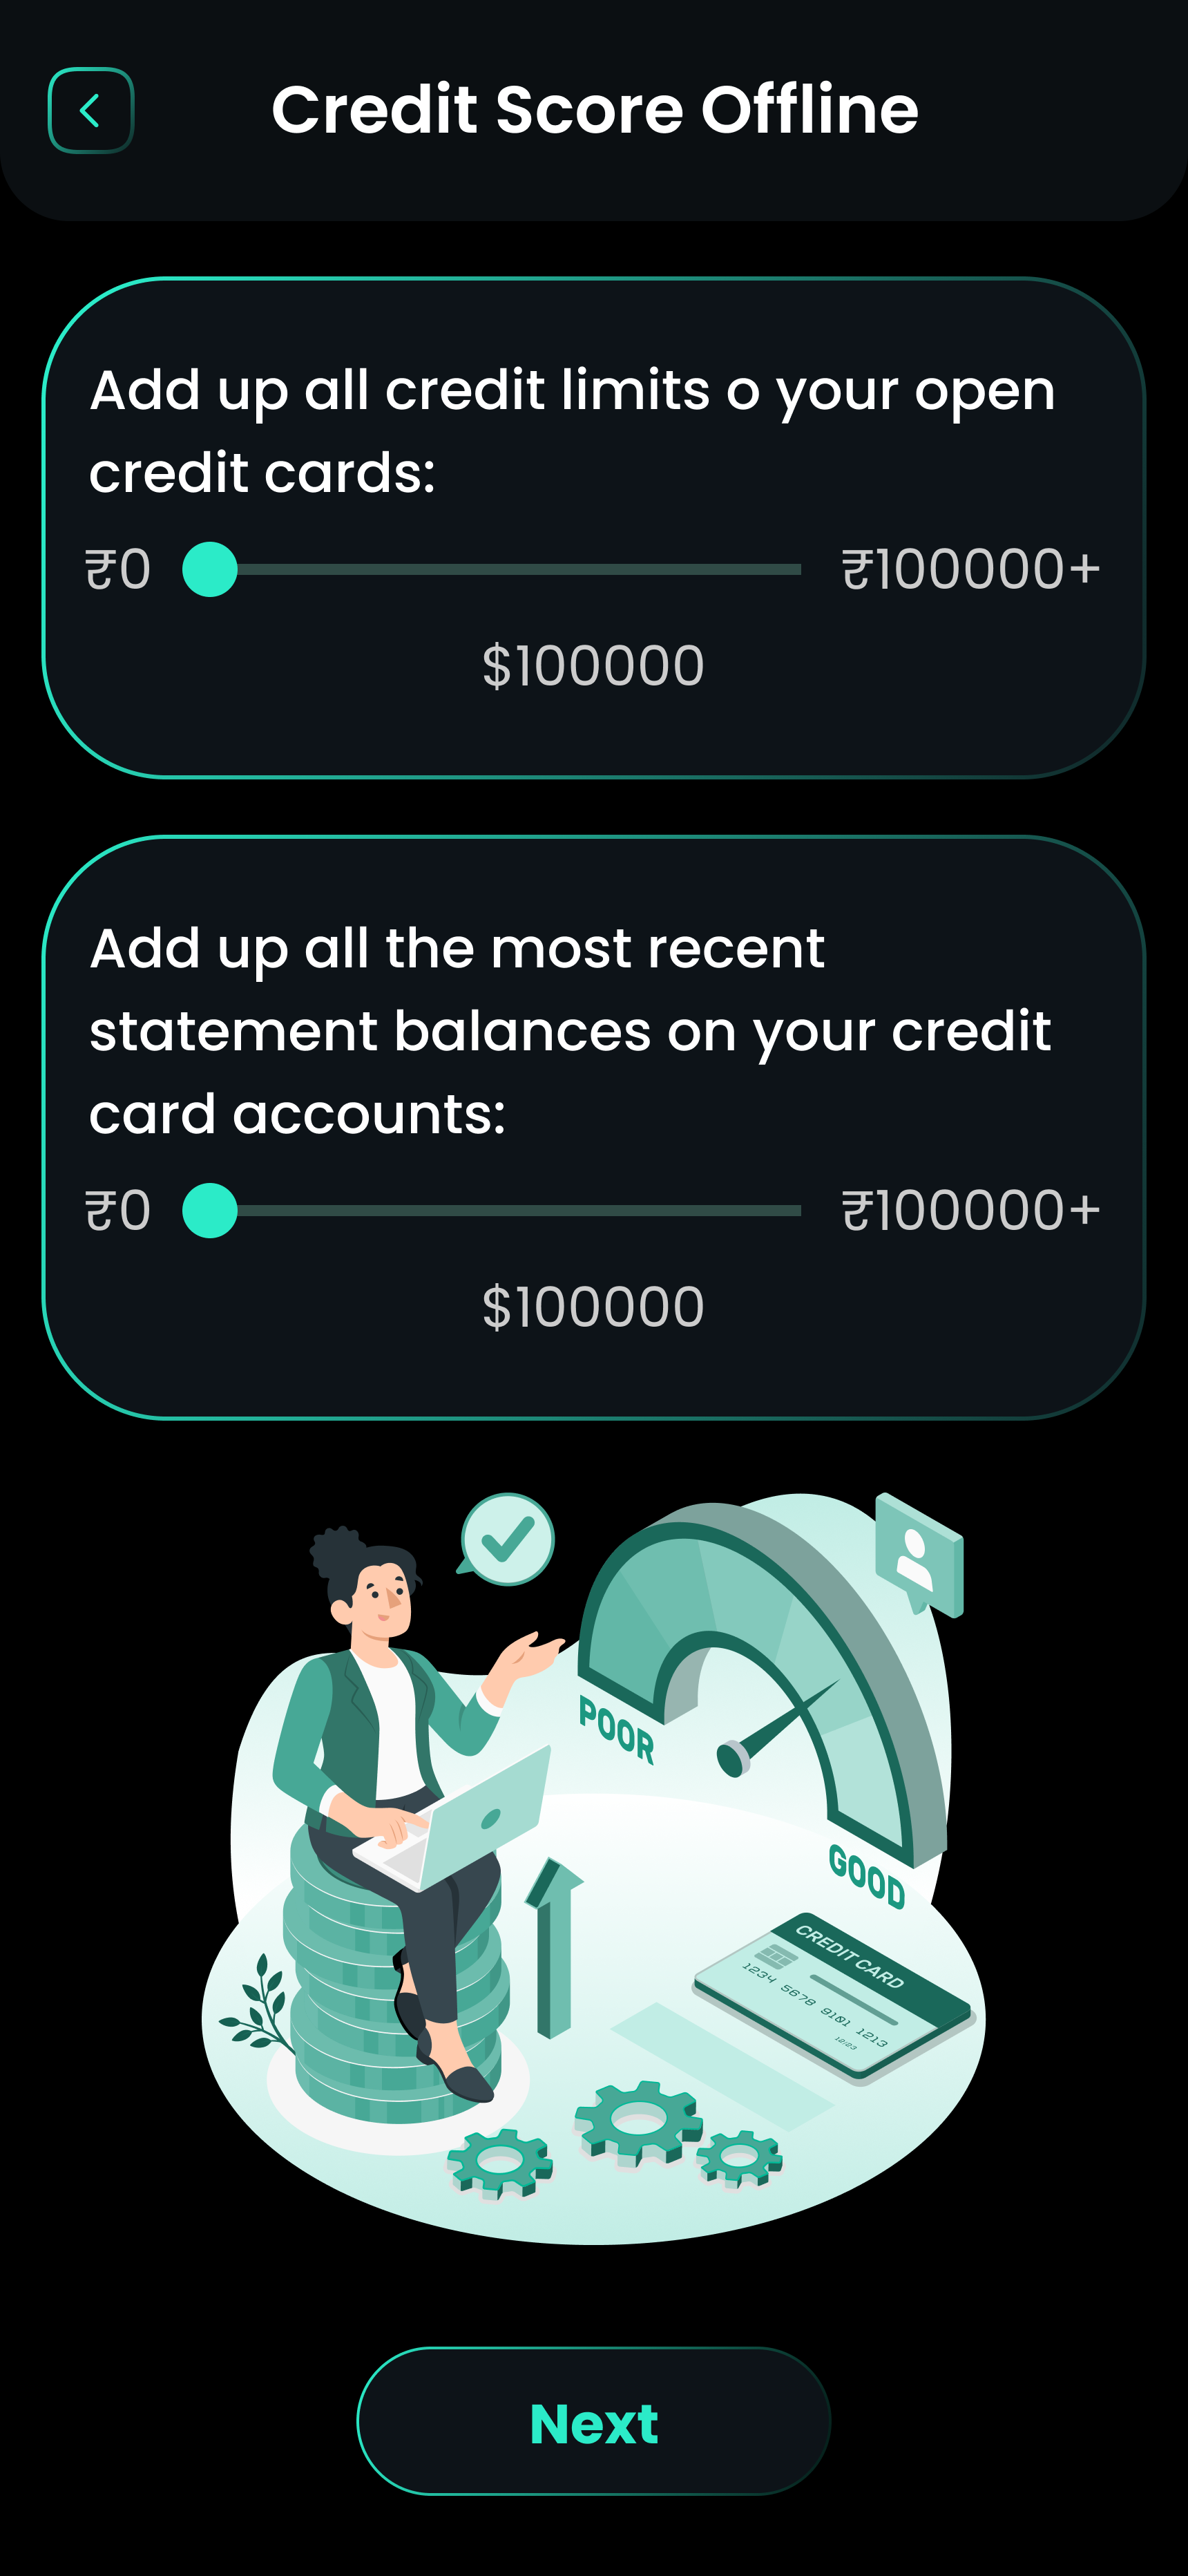 Credit Score Offline
Add up all credit limits o your open
credit cards:
₹0 ₹100000+
$100000
Add up all the most recent
statement balances on your credit
card accounts:
₹0 ₹100000+
$100000
POOR
GOOD
CREDIT CARD
1234 5678 9101 1213
12/23
Next